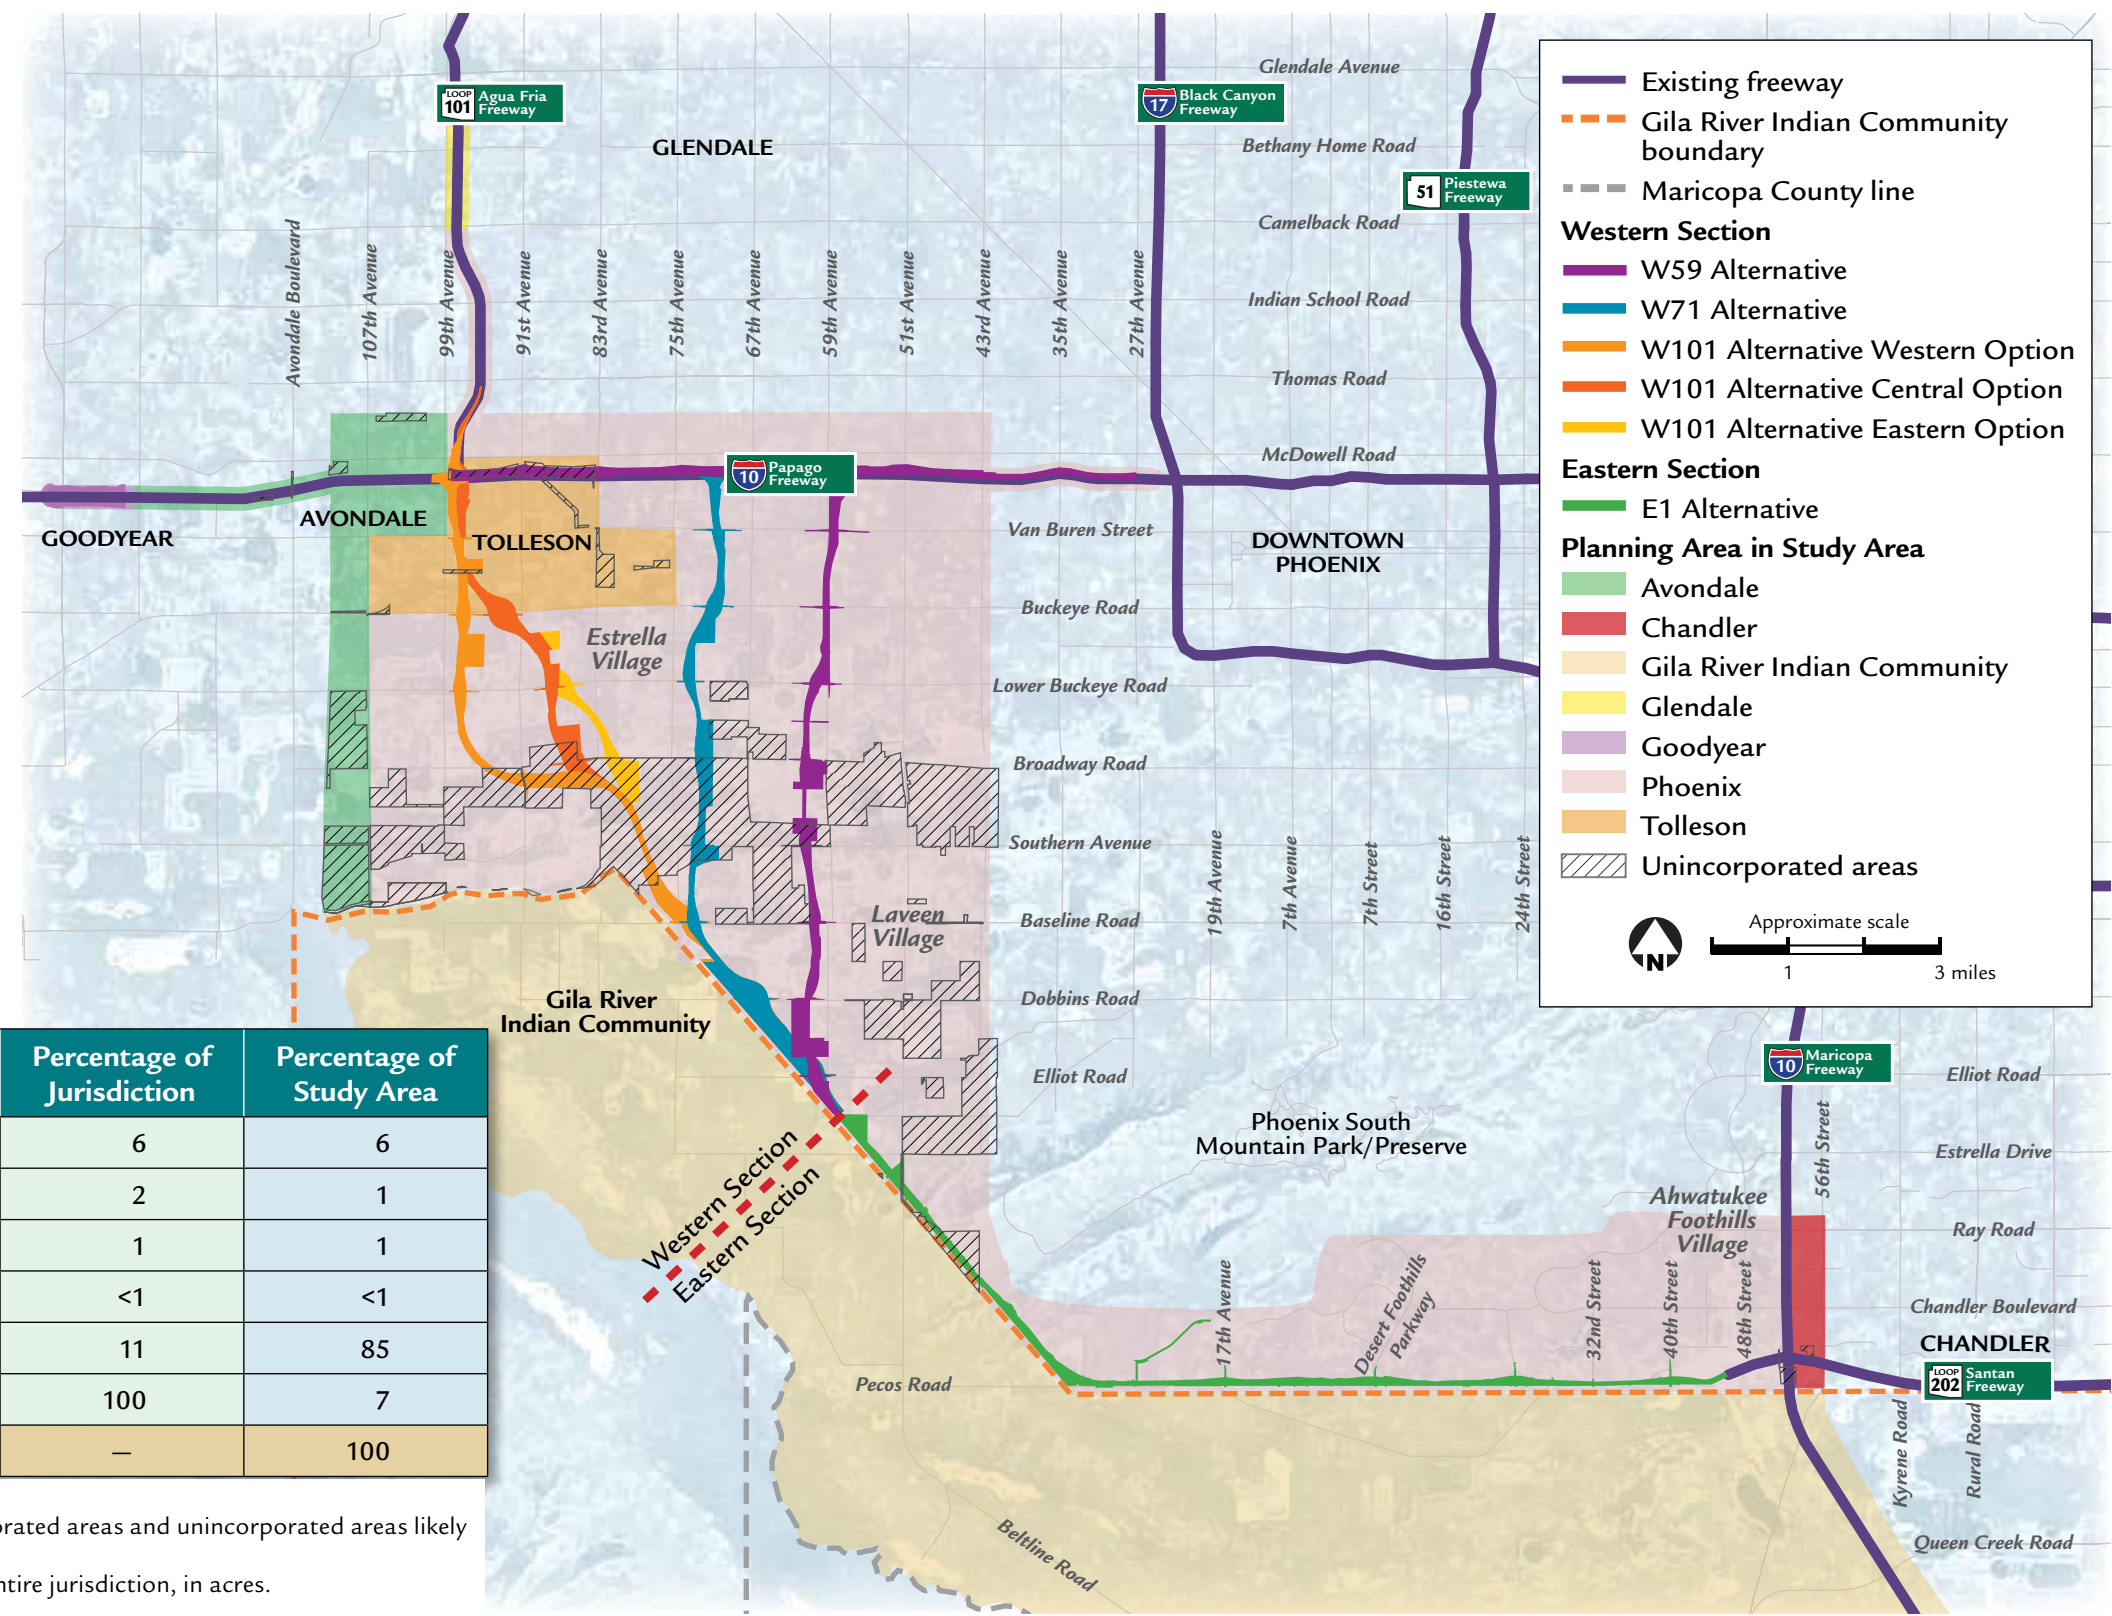 LOOP
101
Agua Fria
Freeway
17
Black Canyon
Freeway
51
Piestewa
Freeway
10
Papago
Freeway
10
Maricopa
Freeway
LOOP
202
Santan
Freeway
GLENDALE
GOODYEAR
AVONDALE
TOLLESON
DOWNTOWN
PHOENIX
CHANDLER
Glendale Avenue
Bethany Home Road
Camelback Road
Indian School Road
Thomas Road
McDowell Road
Van Buren Street
Buckeye Road
Lower Buckeye Road
Broadway Road
Southern Avenue
Baseline Road
Dobbins Road
Elliot Road
Avondale Boulevard
107th Avenue
99th Avenue
91st Avenue
83rd Avenue
75th Avenue
67th Avenue
59th Avenue
51st Avenue
43rd Avenue
35th Avenue
27th Avenue
19th Avenue
7th Avenue
7th Street
16th Street
24th Street
Estrella
Village
Laveen
Village
Gila River
Indian Community
Phoenix South
Mountain Park/Preserve
Ahwatukee
Foothills
Village
Western Section
Eastern Section
17th Avenue
Desert Foothills
Parkway
32nd Street
40th Street
48th Street
56th Street
Elliot Road
Estrella Drive
Ray Road
Chandler Boulevard
Pecos Road
Beltline Road
Kyrene Road
Rural Road
Queen Creek Road
Existing freeway
Gila River Indian Community
boundary
Maricopa County line
Western Section
W59 Alternative
W71 Alternative
W101 Alternative Western Option
W101 Alternative Central Option
W101 Alternative Eastern Option
Eastern Section
E1 Alternative
Planning Area in Study Area
Avondale
Chandler
Gila River Indian Community
Glendale
Goodyear
Phoenix
Tolleson
Unincorporated areas
Approximate scale
N
1 3 miles
Percentage of Jurisdiction Percentage of Study Area
6 6
2 1
1 1
<1 <1
11 85
100 7
— 100
orated areas and unincorporated areas likely
ntire jurisdiction, in acres.